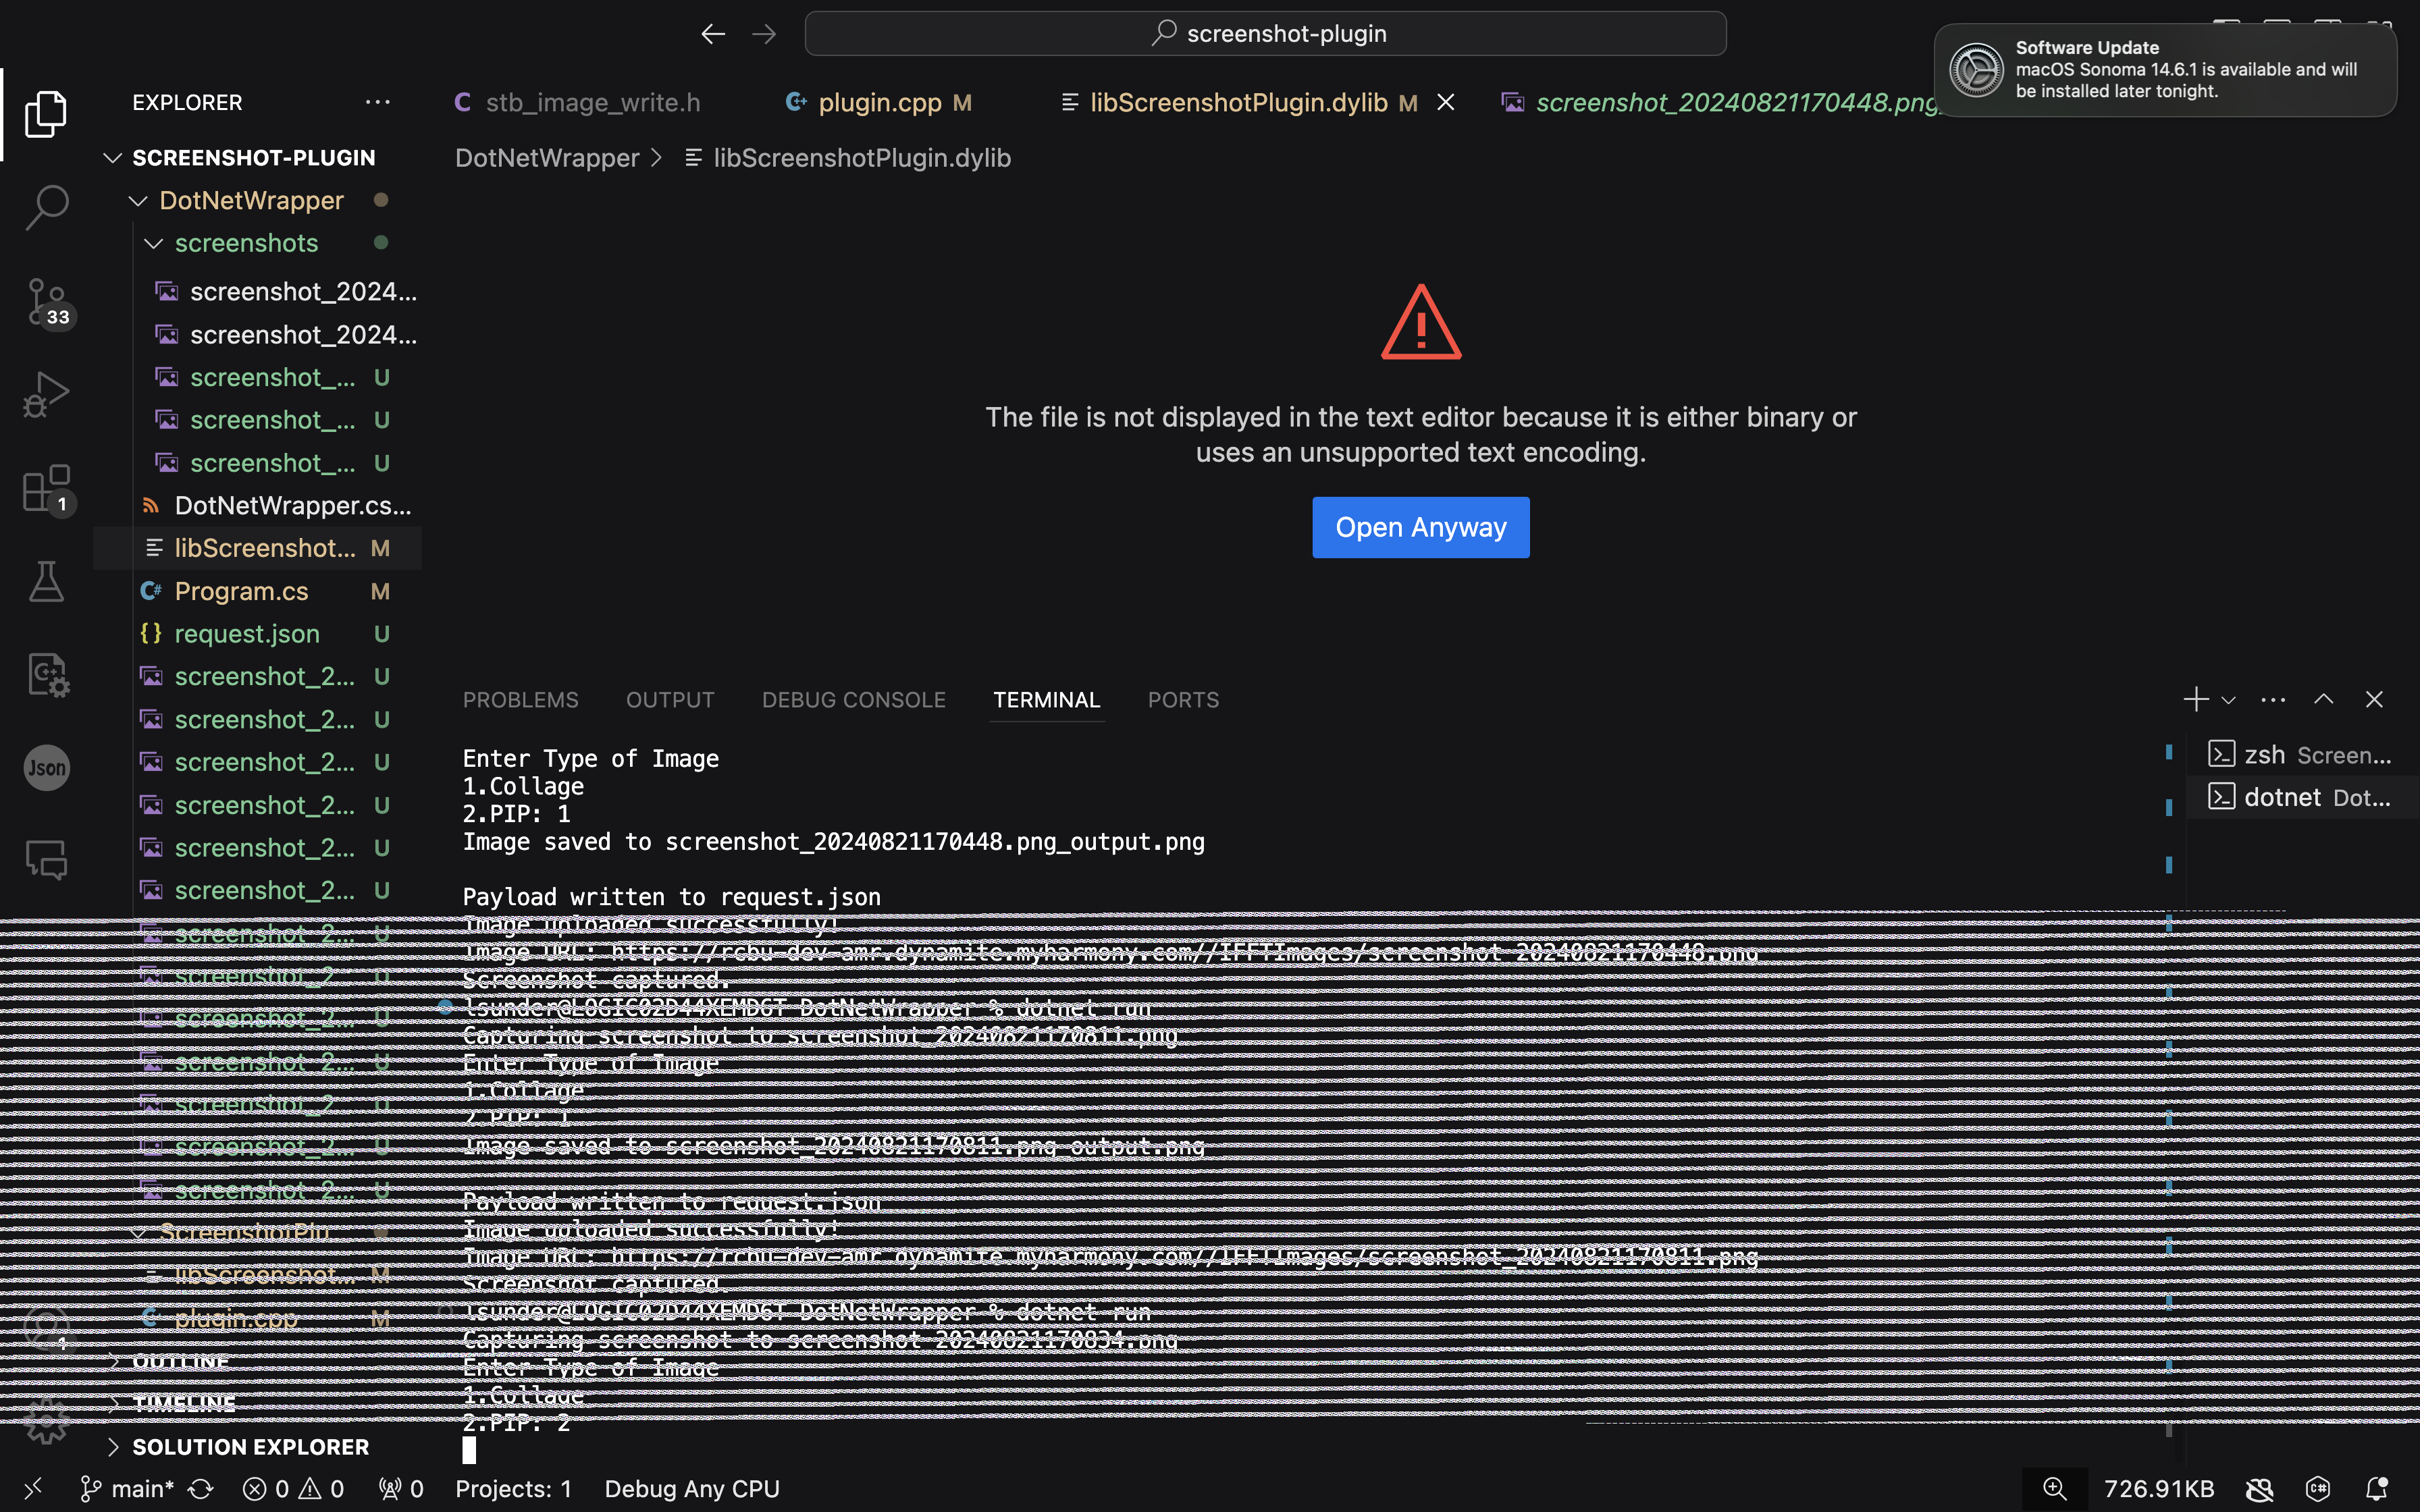 screenshot-plugin
Software Update
macOS Sonoma 14.6.1 is available and will
be installed later tonight.
EXPLORER
stb_image_write.h
plugin.cpp M
libScreenshotPlugin.dylib M
screenshot_20240821170448.png
SCREENSHOT-PLUGIN
DotNetWrapper > libScreenshotPlugin.dylib
DotNetWrapper
screenshots
screenshot_2024...
screenshot_2024...
33
screenshot_... U
screenshot_... U
screenshot_... U
The file is not displayed in the text editor because it is either binary or
uses an unsupported text encoding.
Open Anyway
1
DotNetWrapper.cs...
libScreenshot... M
C# Program.cs M
{} request.json U
screenshot_2... U
screenshot_2... U
screenshot_2... U
screenshot_2... U
screenshot_2... U
screenshot_2... U
screenshot_2... U
screenshot_2... U
screenshot_2... U
screenshot_2... U
screenshot_2... U
screenshot_2... U
screenshot_2... U
Json
ScreenshotPlu...
libScreenshot... M
plugin.cpp M
1
OUTLINE
TIMELINE
SOLUTION EXPLORER
PROBLEMS OUTPUT DEBUG CONSOLE TERMINAL PORTS
Enter Type of Image
1.Collage
2.PIP: 1
Image saved to screenshot_20240821170448.png_output.png
Payload written to request.json
Image uploaded successfully!
Image URL: https://rcbu-dev-amr.dynamite.myharmony.com//IFTTImages/screenshot_20240821170448.png
Screenshot captured.
lsunder@LOGIC02D44XEMD6T DotNetWrapper % dotnet run
Capturing screenshot to screenshot_20240821170811.png
Enter Type of Image
1.Collage
2.PIP: 1
Image saved to screenshot_20240821170811.png_output.png
Payload written to request.json
Image uploaded successfully!
Image URL: https://rcbu-dev-amr.dynamite.myharmony.com//IFTTImages/screenshot_20240821170811.png
Screenshot captured.
lsunder@LOGIC02D44XEMD6T DotNetWrapper % dotnet run
Capturing screenshot to screenshot_20240821170834.png
Enter Type of Image
1.Collage
2.PIP: 2
zsh Screen...
dotnet Dot...
main* 0 0 0 Projects: 1 Debug Any CPU 726.91KB